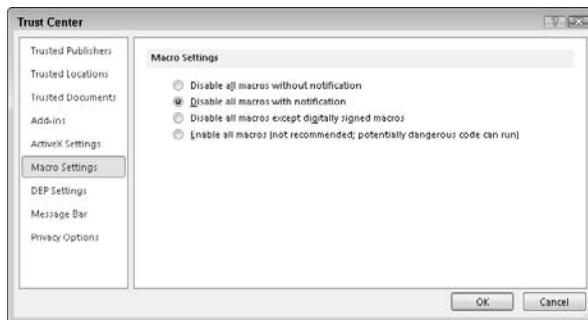 Trust Center
Trusted Publishers
Trusted Locations
Trusted Documents
Add-ins
ActiveX Settings
Macro Settings
DEP Settings
Message Bar
Privacy Options
Macro Settings
Disable all macros without notification
Disable all macros with notification
Disable all macros except digitally signed macros
Enable all macros (not recommended; potentially dangerous code can run)
OK
Cancel